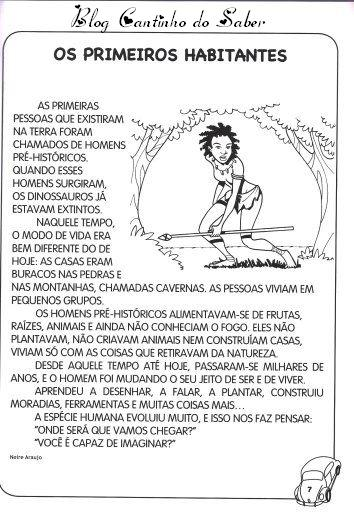 Blog Cantinho do Saber
OS PRIMEIROS HABITANTES
AS PRIMEIRAS
PESSOAS QUE EXISTIRAM
NA TERRA FORAM
CHAMADOS DE HOMENS
PRÉ-HISTÓRICOS.
QUANDO ESSES
HOMENS SURGIRAM,
OS DINOSSAUROS JÁ
ESTAVAM EXTINTOS.
NAQUELE TEMPO,
O MODO DE VIDA ERA
BEM DIFERENTE DO DE
HOJE: AS CASAS ERAM
BURACOS NAS PEDRAS E
NAS MONTANHAS, CHAMADAS CAVERNAS. AS PESSOAS VIVIAM EM
PEQUENOS GRUPOS.
OS HOMENS PRÉ-HISTÓRICOS ALIMENTAVAM-SE DE FRUTAS,
RAÍZES, ANIMAIS E AINDA NÃO CONHECIAM O FOGO. ELES NÃO
PLANTAVAM, NÃO CRIAVAM ANIMAIS NEM CONSTRUÍAM CASAS,
VIVIAM SÓ COM AS COISAS QUE RETIRAVAM DA NATUREZA.
DESDE AQUELE TEMPO ATÉ HOJE, PASSARAM-SE MILHARES DE
ANOS, E O HOMEM FOI MUDANDO O SEU JEITO DE SER E DE VIVER.
APRENDEU A DESENHAR, A FALAR, A PLANTAR, CONSTRUIU
MORADIAS, FERRAMENTAS E MUITAS COISAS MAIS...
A ESPÉCIE HUMANA EVOLUIU MUITO, E ISSO NOS FAZ PENSAR:
"ONDE SERÁ QUE VAMOS CHEGAR?"
"VOCÊ É CAPAZ DE IMAGINAR?"
Neire Araujo
7